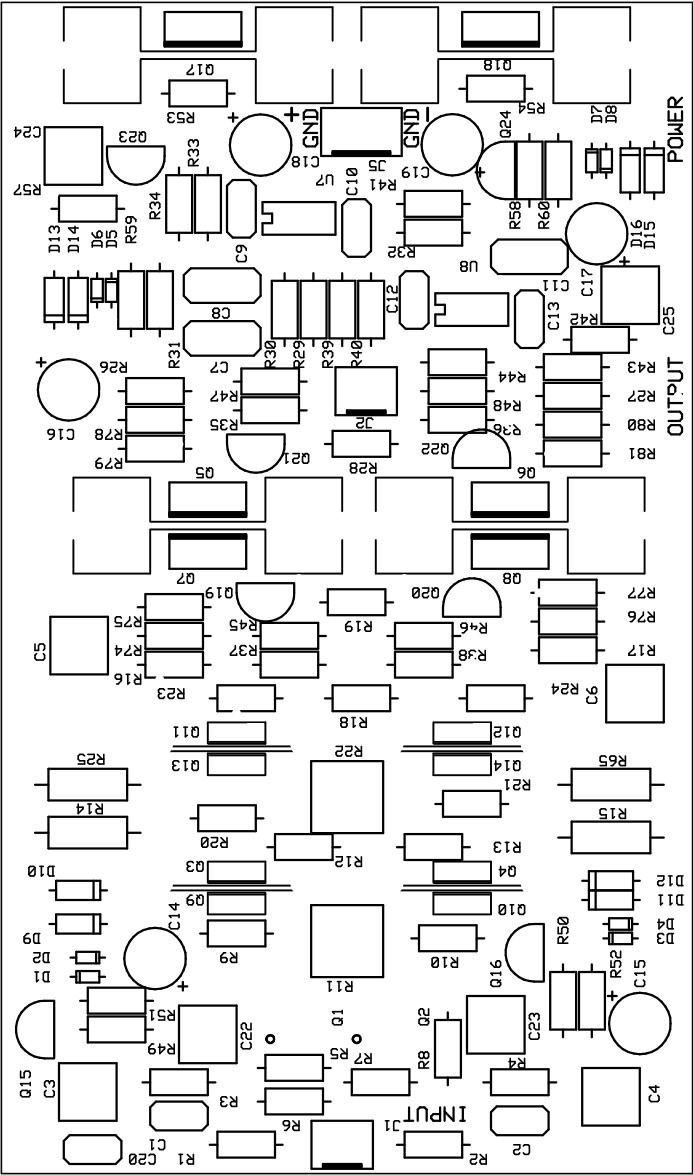 Q17
Q18
R53
R54
D7
D8
+
+
GND
GND
-
POWER
C24
Q23
R33
C18
J5
C19
Q24
U7
C10
R41
+
R57
R34
D13
D14
D6
D5
R59
C9
R32
U8
R58
R60
C11
C17
+
D16
D15
C8
C12
C13
R42
C25
+
R26
R31
C7
R30
R29
R39
R40
R44
R43
R47
R48
R27
C16
R78
R35
J2
R36
R80
R79
Q21
R28
Q22
R81
OUTPUT
Q5
Q6
Q7
Q8
Q19
Q20
R77
R75
R45
R19
R46
R76
C5
R74
R37
R38
R17
R16
R23
R18
R24
C6
Q11
Q12
R22
Q13
Q14
R25
R21
R65
R14
R15
R20
R12
R13
Q3
Q4
D10
D12
Q9
Q10
D11
C14
R50
D4
D9
D3
D2
R9
R10
Q16
R52
C15
D1
+
R11
+
R51
Q1
Q2
R49
C22
C23
R5
R7
R8
R4
Q15
C3
R3
C4
R6
INPUT
C1
J1
C2
C20
R1
R2